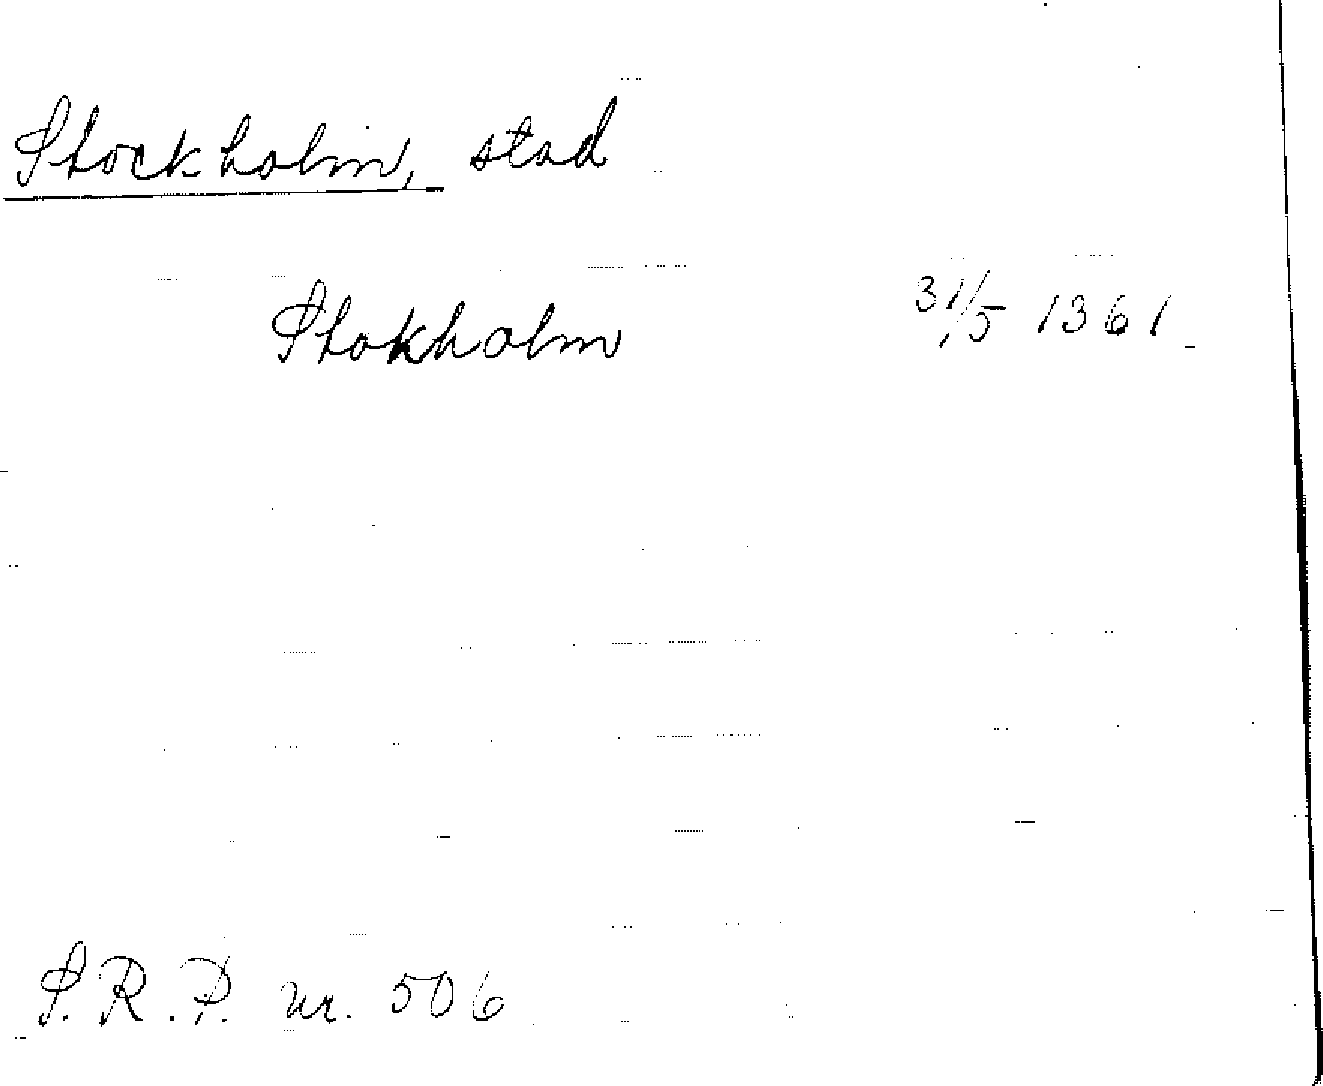 Stockholm, stad
Stokholm 31/5 1361
S.R.P. nr. 506